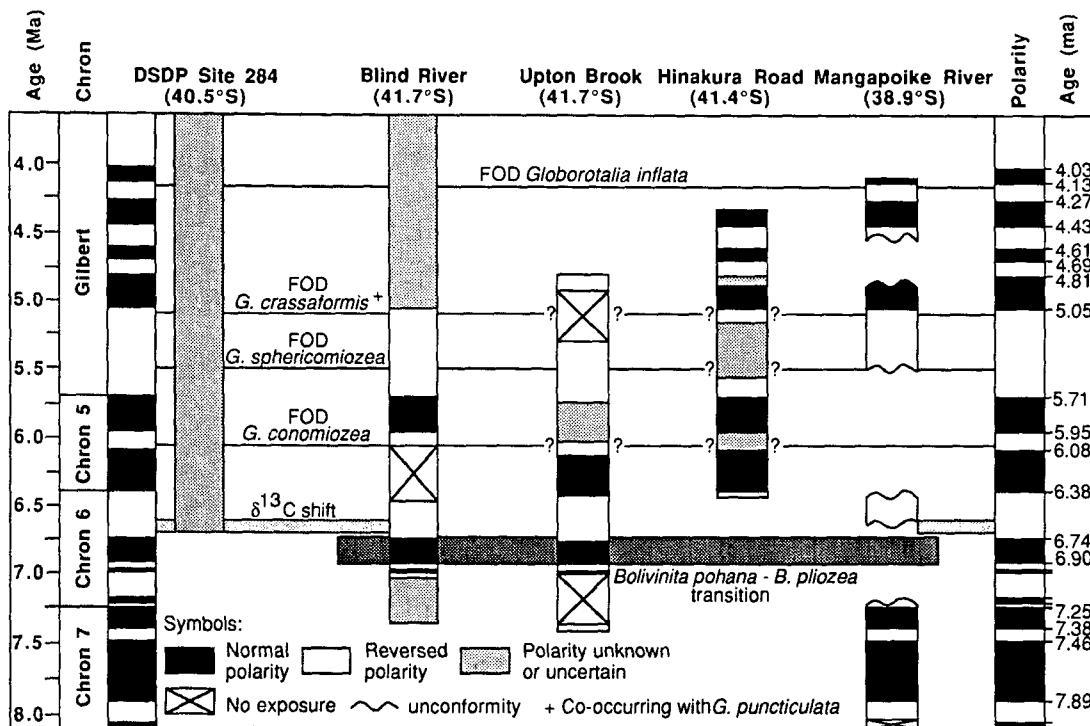 Age (Ma)
Chron
DSDP Site 284
(40.5°S)
Blind River
(41.7°S)
Upton Brook
(41.7°S)
Hinakura Road
(41.4°S)
Mangapoike River
(38.9°S)
Polarity
Age (ma)
4.0
4.5
5.0
5.5
6.0
6.5
7.0
7.5
8.0
Gilbert
Chron 5
Chron 6
Chron 7
FOD Globorotalia inflata
FOD
G. crassaformis +
? ? ? ?
FOD
G. sphericomiozea
? ?
FOD
G. conomiozea
? ? ? ?
δ13C shift
Bolivinita pohana - B. pliozea
transition
4.03
4.13
4.27
4.43
4.61
4.69
4.81
5.05
5.71
5.95
6.08
6.38
6.74
6.90
7.25
7.38
7.46
7.89
Symbols:
Normal
polarity
Reversed
polarity
Polarity unknown
or uncertain
No exposure
unconformity
+ Co-occurring with G. puncticulata